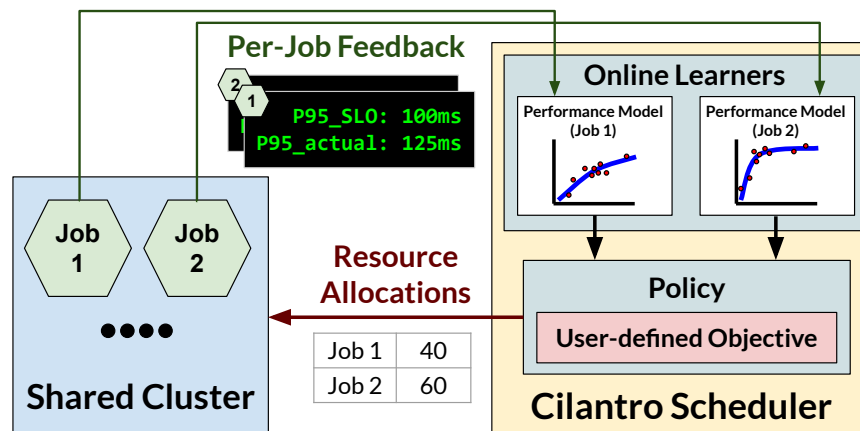 Per-Job Feedback
2
1
P95_SLO: 100ms
P95_actual: 125ms
Online Learners
Performance Model
(Job 1)
Performance Model
(Job 2)
Job
1
Job
2
Resource
Allocations
Job 1 40
Job 2 60
Policy
User-defined Objective
Shared Cluster
Cilantro Scheduler